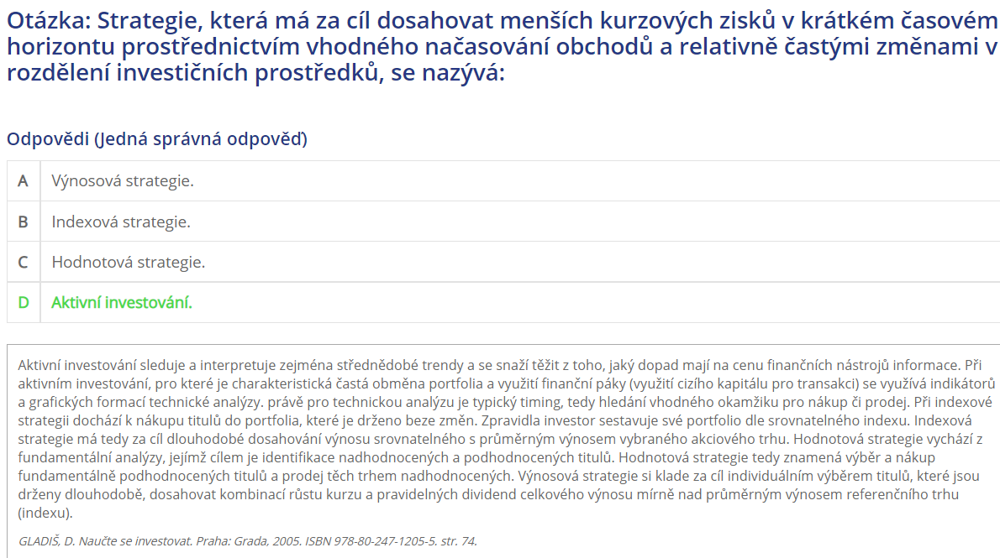 Otázka: Strategie, která má za cíl dosahovat menších kurzových zisků v krátkém časovém
horizontu prostřednictvím vhodného načasování obchodů a relativně častými změnami v
rozdělení investičních prostředků, se nazývá:
Odpovědi (Jedná správná odpověď)
A Výnosová strategie.
B Indexová strategie.
C Hodnotová strategie.
D Aktivní investování.
Aktivní investování sleduje a interpretuje zejména střednědobé trendy a se snaží těžit z toho, jaký dopad mají na cenu finančních nástrojů informace. Při
aktivním investování, pro které je charakteristická častá obměna portfolia a využití finanční páky (využití cizího kapitálu pro transakci) se využívá indikátorů
a grafických formací technické analýzy. právě pro technickou analýzu je typický timing, tedy hledání vhodného okamžiku pro nákup či prodej. Při indexové
strategii dochází k nákupu titulů do portfolia, které je drženo beze změn. Zpravidla investor sestavuje své portfolio dle srovnatelného indexu. Indexová
strategie má tedy za cíl dlouhodobé dosahování výnosu srovnatelného s průměrným výnosem vybraného akciového trhu. Hodnotová strategie vychází z
fundamentální analýzy, jejímž cílem je identifikace nadhodnocených a podhodnocených titulů. Hodnotová strategie tedy znamená výběr a nákup
fundamentálně podhodnocených titulů a prodej těch trhem nadhodnocených. Výnosová strategie si klade za cíl individuálním výběrem titulů, které jsou
drženy dlouhodobě, dosahovat kombinací růstu kurzu a pravidelných dividend celkového výnosu mírně nad průměrným výnosem referenčního trhu
(indexu).
GLADIŠ, D. Naučte se investovat. Praha: Grada, 2005. ISBN 978-80-247-1205-5. str. 74.